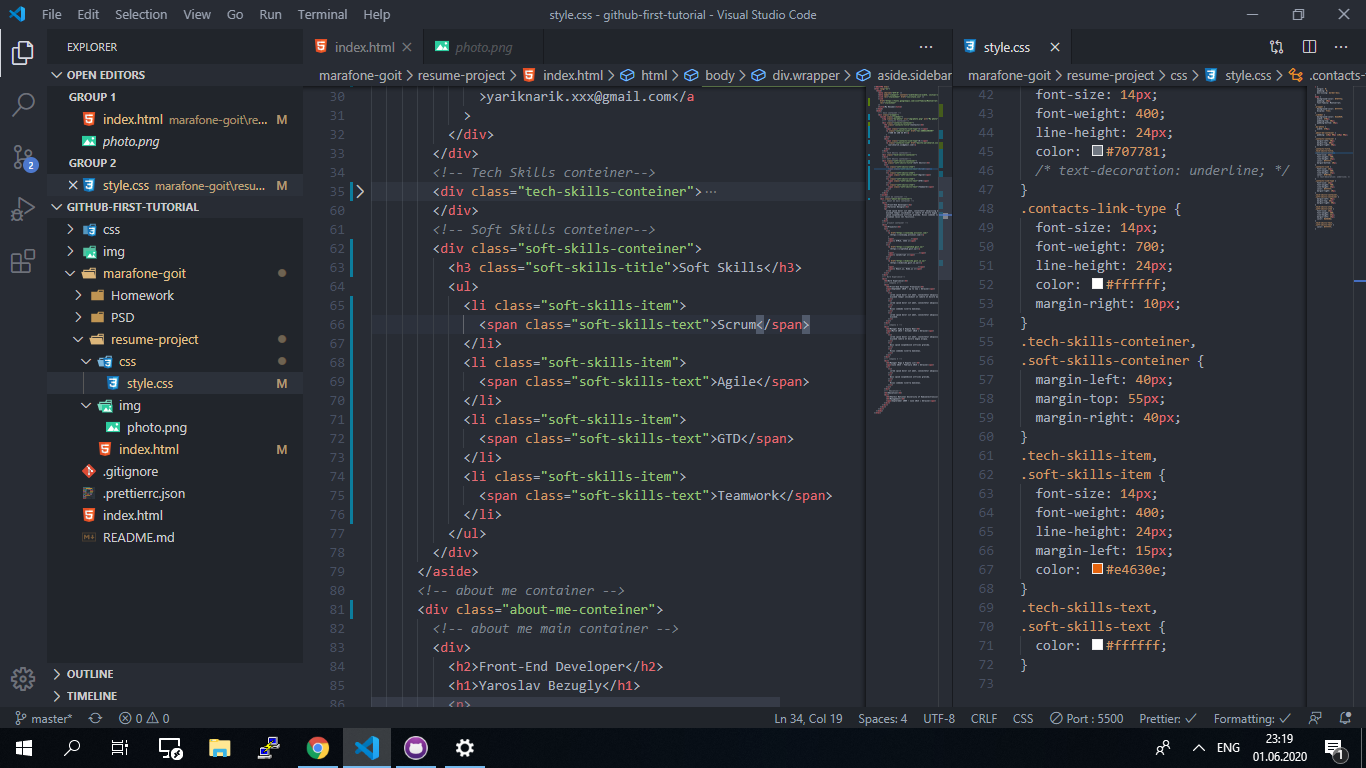 File Edit Selection View Go Run Terminal Help
style.css - github-first-tutorial - Visual Studio Code
EXPLORER
OPEN EDITORS
GROUP 1
index.html marafone-goit\re... M
photo.png
GROUP 2
style.css marafone-goit\resu... M
GITHUB-FIRST-TUTORIAL
css
img
marafone-goit
Homework
PSD
resume-project
css
style.css M
img
photo.png
index.html M
.gitignore
.prettierrc.json
index.html
README.md
OUTLINE
TIMELINE
2
index.html
photo.png
marafone-goit > resume-project > index.html > html > body > div.wrapper > aside.sidebar
30 >yariknarik.xxx@gmail.com</a
31 >
32 </div>
33 </div>
34 <!-- Tech Skills conteiner-->
35 <div class="tech-skills-conteiner">···
60 </div>
61 <!-- Soft Skills conteiner-->
62 <div class="soft-skills-conteiner">
63 <h3 class="soft-skills-title">Soft Skills</h3>
64 <ul>
65 <li class="soft-skills-item">
66 <span class="soft-skills-text">Scrum</span>
67 </li>
68 <li class="soft-skills-item">
69 <span class="soft-skills-text">Agile</span>
70 </li>
71 <li class="soft-skills-item">
72 <span class="soft-skills-text">GTD</span>
73 </li>
74 <li class="soft-skills-item">
75 <span class="soft-skills-text">Teamwork</span>
76 </li>
77 </ul>
78 </div>
79 </aside>
80 <!-- about me container -->
81 <div class="about-me-conteiner">
82 <!-- about me main container -->
83 <div>
84 <h2>Front-End Developer</h2>
85 <h1>Yaroslav Bezugly</h1>
86 <p>
style.css
marafone-goit > resume-project > css > style.css > .contacts-
42 font-size: 14px;
43 font-weight: 400;
44 line-height: 24px;
45 color: #707781;
46 /* text-decoration: underline; */
47 }
48 .contacts-link-type {
49 font-size: 14px;
50 font-weight: 700;
51 line-height: 24px;
52 color: #ffffff;
53 margin-right: 10px;
54 }
55 .tech-skills-conteiner,
56 .soft-skills-conteiner {
57 margin-left: 40px;
58 margin-top: 55px;
59 margin-right: 40px;
60 }
61 .tech-skills-item,
62 .soft-skills-item {
63 font-size: 14px;
64 font-weight: 400;
65 line-height: 24px;
66 margin-left: 15px;
67 color: #e4630e;
68 }
69 .tech-skills-text,
70 .soft-skills-text {
71 color: #ffffff;
72 }
73
master* 0 0 Ln 34, Col 19 Spaces: 4 UTF-8 CRLF CSS Port : 5500 Prettier: Formatting:
ENG
23:19
01.06.2020
1